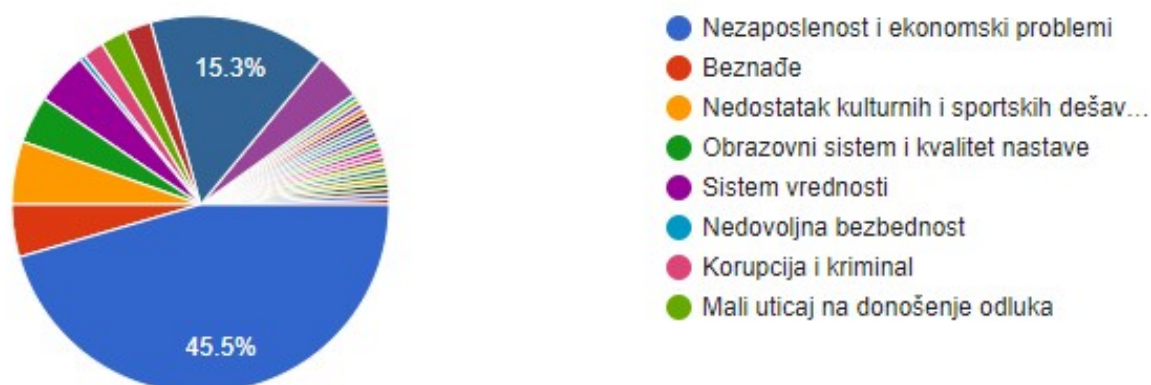 15.3%
45.5%
Nezaposlenost i ekonomski problemi
Beznađe
Nedostatak kulturnih i sportskih dešav...
Obrazovni sistem i kvalitet nastave
Sistem vrednosti
Nedovoljna bezbednost
Korupcija i kriminal
Mali uticaj na donošenje odluka